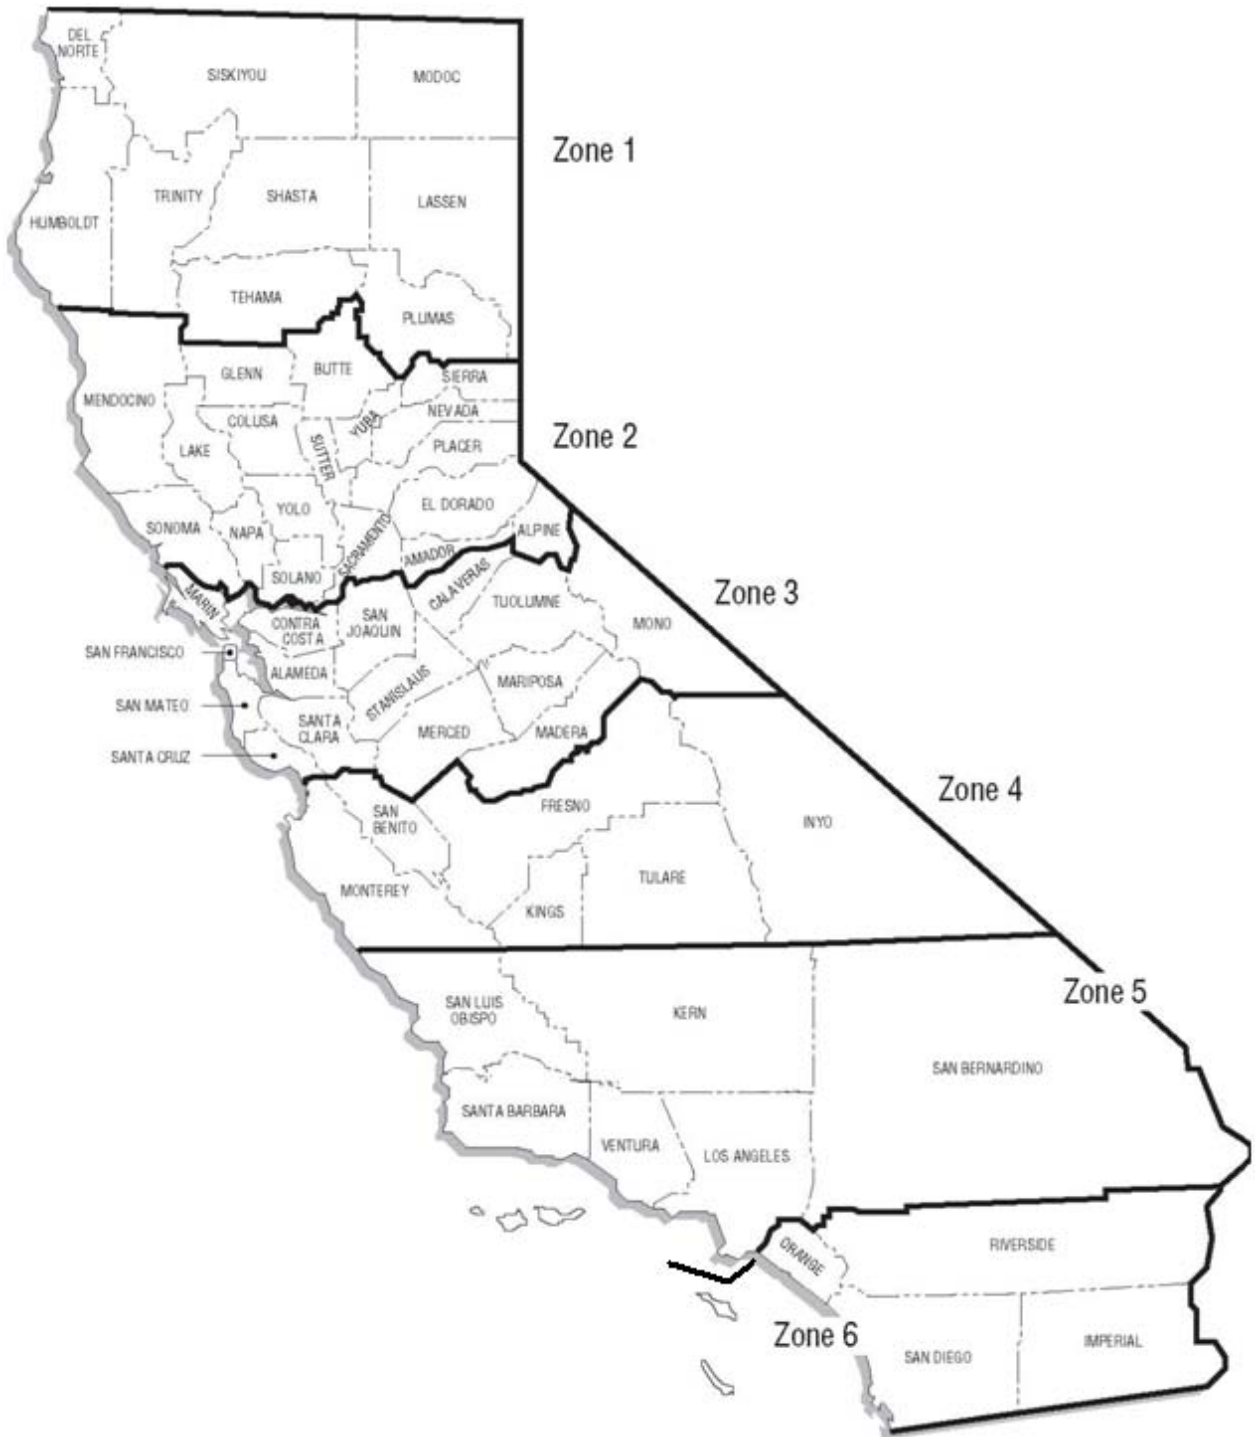 DEL
NORTE
SISKIYOU
MODOC
Zone 1
HUMBOLDT
TRINITY
SHASTA
LASSEN
TEHAMA
PLUMAS
MENDOCINO
GLENN
BUTTE
SIERRA
COLUSA
YUBA
NEVADA
Zone 2
LAKE
SUTTER
PLACER
SONOMA
NAPA
YOLO
EL DORADO
SOLANO
SACRAMENTO
AMADOR
ALPINE
MARIN
CONTRA
COSTA
SAN
JOAQUIN
CALAVERAS
TUOLUMNE
MONO
Zone 3
SAN FRANCISCO
ALAMEDA
STANISLAUS
MARIPOSA
SAN MATEO
SANTA
CLARA
MERCED
MADERA
SANTA CRUZ
Zone 4
SAN
BENITO
FRESNO
INYO
MONTEREY
KINGS
TULARE
SAN LUIS
OBISPO
KERN
Zone 5
SAN BERNARDINO
SANTA BARBARA
VENTURA
LOS ANGELES
ORANGE
RIVERSIDE
Zone 6
SAN DIEGO
IMPERIAL